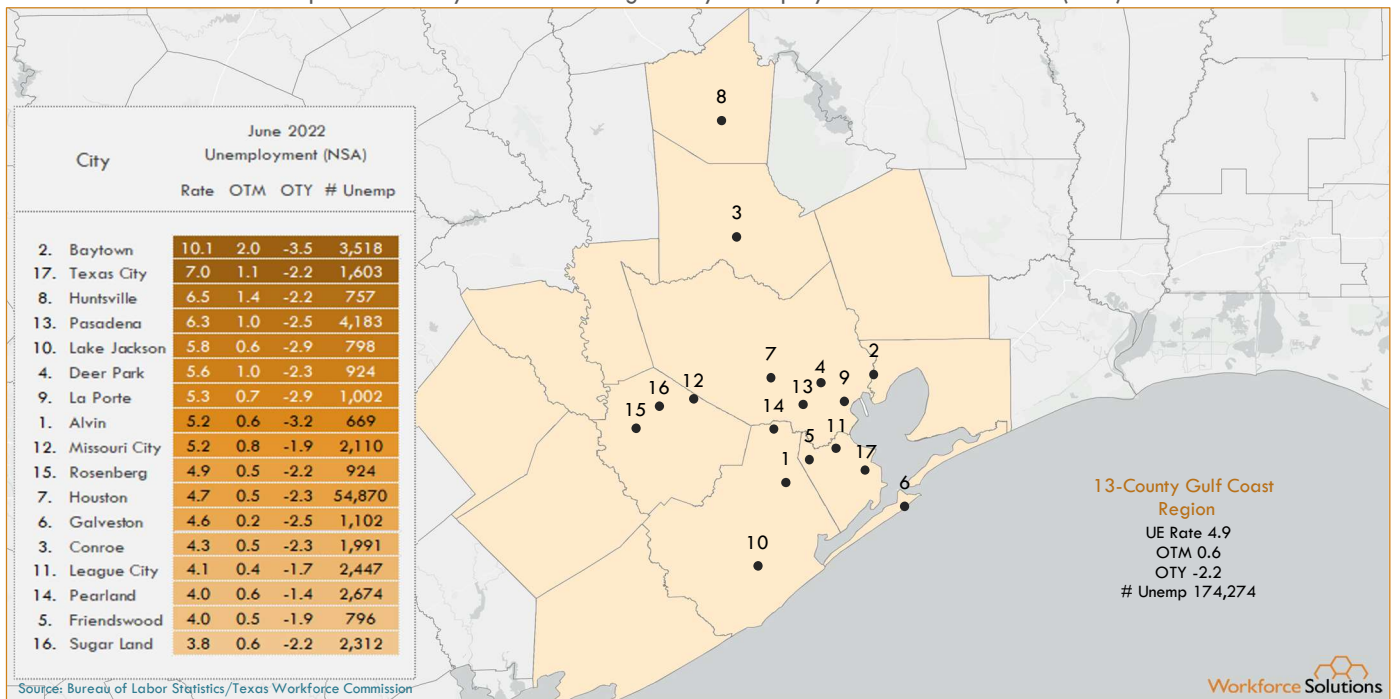 June 2022
City Unemployment (NSA)
Rate OTM OTY # Unemp
2. Baytown 10.1 2.0 -3.5 3,518
17. Texas City 7.0 1.1 -2.2 1,603
8. Huntsville 6.5 1.4 -2.2 757
13. Pasadena 6.3 1.0 -2.5 4,183
10. Lake Jackson 5.8 0.6 -2.9 798
4. Deer Park 5.6 1.0 -2.3 924
9. La Porte 5.3 0.7 -2.9 1,002
1. Alvin 5.2 0.6 -3.2 669
12. Missouri City 5.2 0.8 -1.9 2,110
15. Rosenberg 4.9 0.5 -2.2 924
7. Houston 4.7 0.5 -2.3 54,870
6. Galveston 4.6 0.2 -2.5 1,102
3. Conroe 4.3 0.5 -2.3 1,991
11. League City 4.1 0.4 -1.7 2,447
14. Pearland 4.0 0.6 -1.4 2,674
5. Friendswood 4.0 0.5 -1.9 796
16. Sugar Land 3.8 0.6 -2.2 2,312
Source: Bureau of Labor Statistics/Texas Workforce Commission
8
3
2
7
4
9
16
12
13
15
14
11
5
17
1
6
10
13-County Gulf Coast
Region
UE Rate 4.9
OTM 0.6
OTY -2.2
# Unemp 174,274
Workforce Solutions